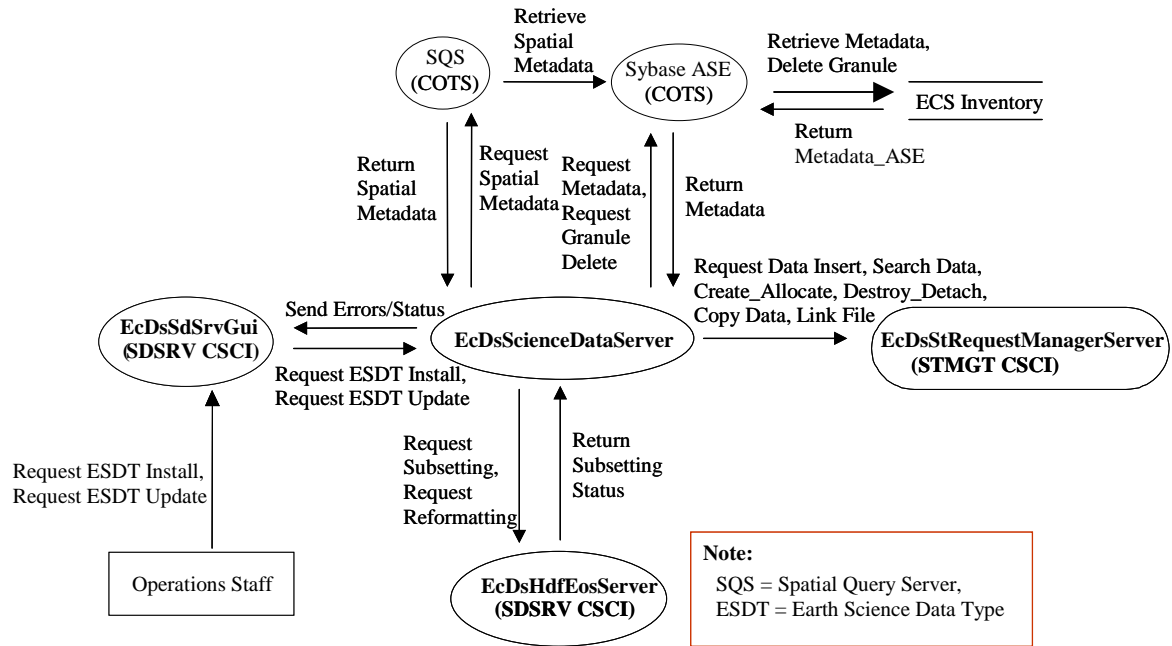 Retrieve
Spatial
Metadata
SQS
(COTS)
Sybase ASE
(COTS)
Retrieve Metadata,
Delete Granule
ECS Inventory
Return
Metadata_ASE
Return
Spatial
Metadata
Request
Spatial
Metadata
Request
Metadata,
Request
Granule
Delete
Return
Metadata
Request Data Insert, Search Data,
Create_Allocate, Destroy_Detach,
Copy Data, Link File
Send Errors/Status
EcDsSdSrvGui
(SDSRV CSCI)
EcDsScienceDataServer
EcDsStRequestManagerServer
(STMGT CSCI)
Request ESDT Install,
Request ESDT Update
Request
Subsetting,
Request
Reformatting
Return
Subsetting
Status
Request ESDT Install,
Request ESDT Update
Operations Staff
EcDsHdfEosServer
(SDSRV CSCI)
Note:
SQS = Spatial Query Server,
ESDT = Earth Science Data Type